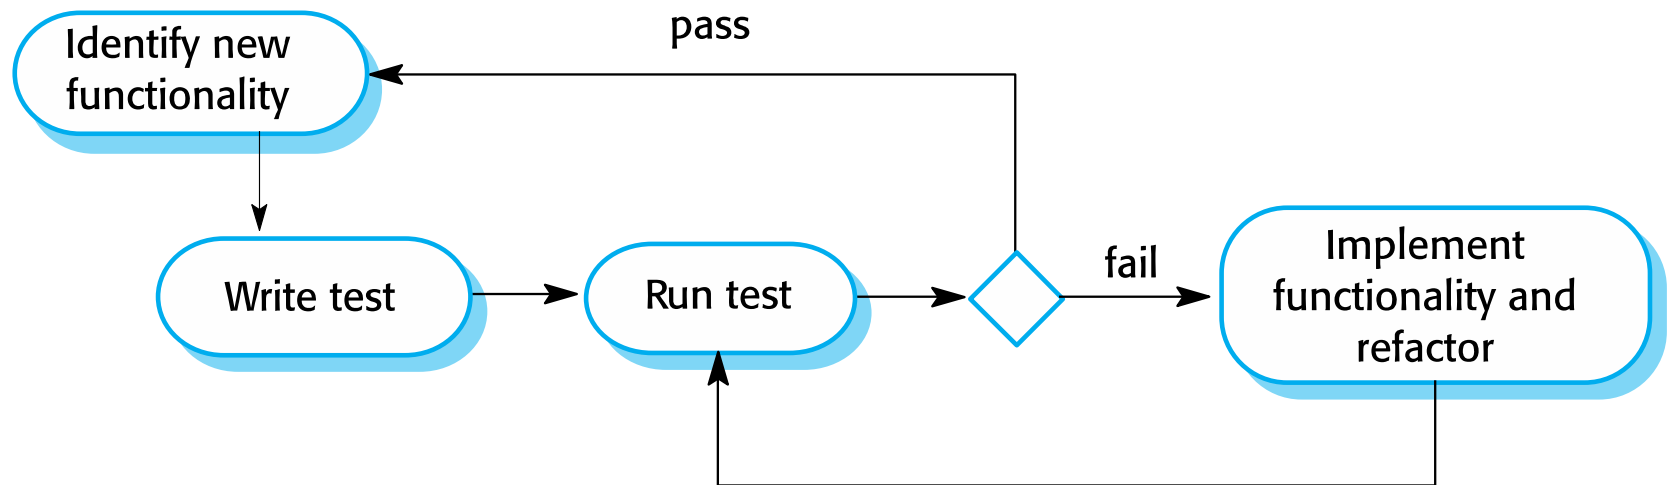 Identify new
functionality
pass
Write test
Run test
fail
Implement
functionality and
refactor